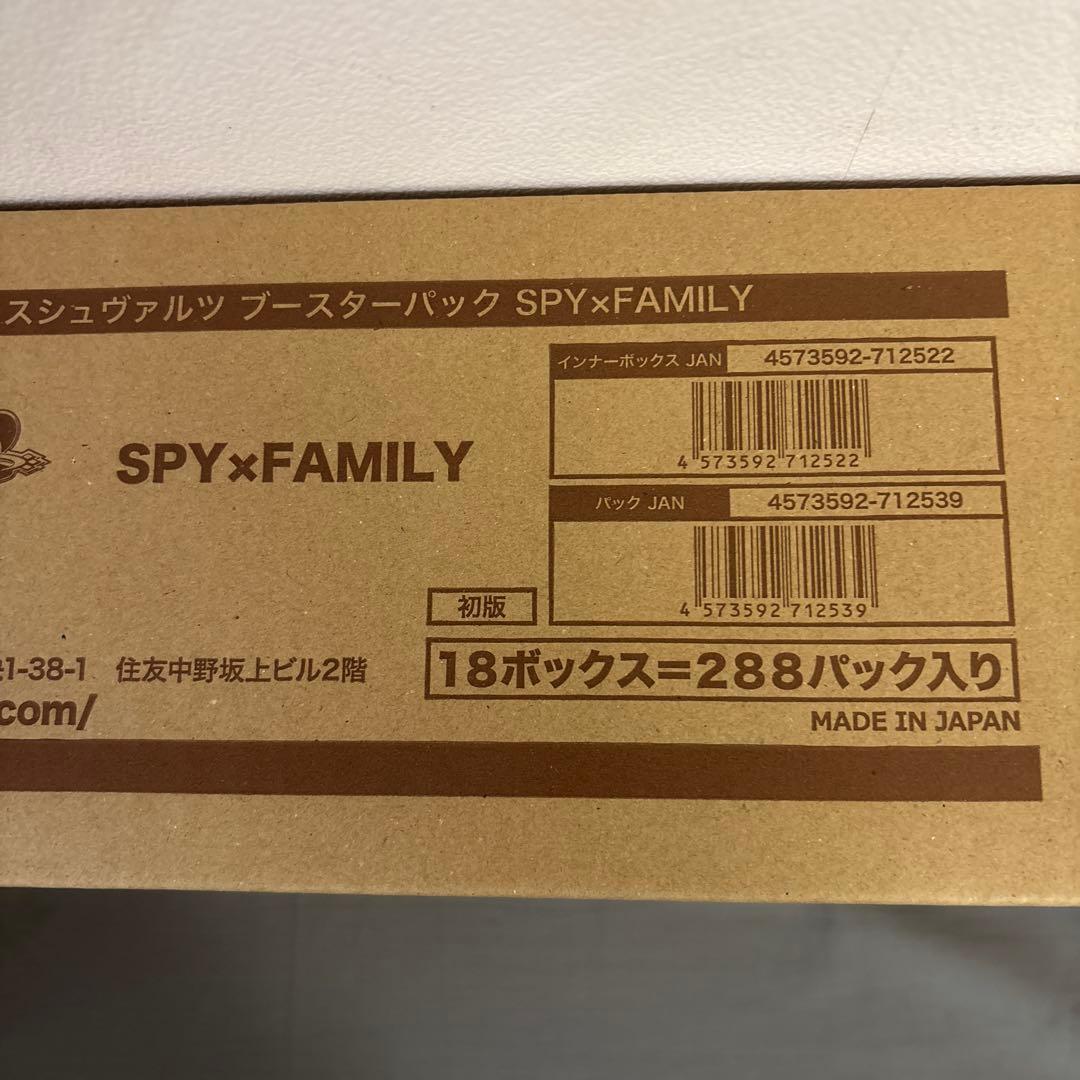 スシュヴァルツ ブースターパック SPY×FAMILY
インナーボックス JAN 4573592-712522
4 573592 712522
SPY×FAMILY
パック JAN 4573592-712539
4 573592 712539
初版
1-38-1 住友中野坂上ビル2階
18ボックス=288パック入り
.com/
MADE IN JAPAN